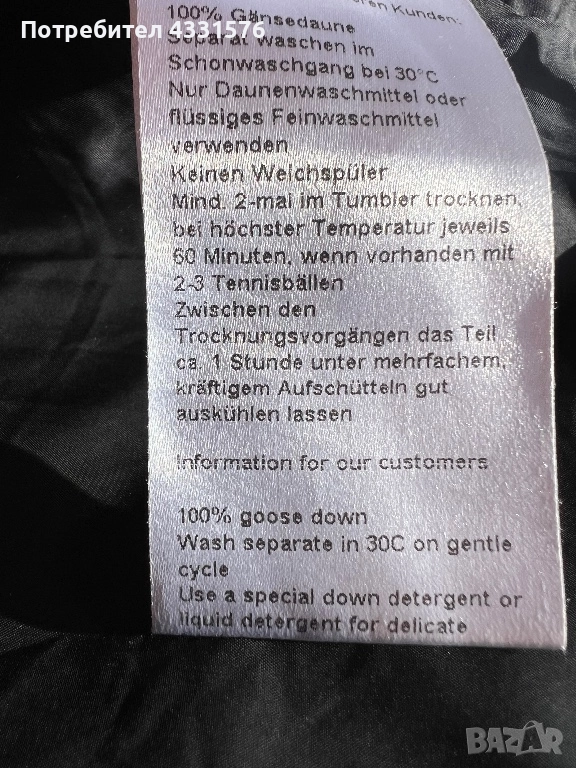 Потребител 4331576
eren Kunden:
100% Gänsedaune
Separat waschen im
Schonwaschgang bei 30°C
Nur Daunenwaschmittel oder
flüssiges Feinwaschmittel
verwenden
Keinen Weichspüler
Mind. 2-mal im Tumbler trocknen,
bei höchster Temperatur jeweils
60 Minuten, wenn vorhanden mit
2-3 Tennisbällen
Zwischen den
Trocknungsvorgängen das Teil
ca. 1 Stunde unter mehrfachem,
kräftigem Aufschütteln gut
auskühlen lassen
Information for our customers
100% goose down
Wash separate in 30C on gentle
cycle
Use a special down detergent or
liquid detergent for delicate
BAZAR